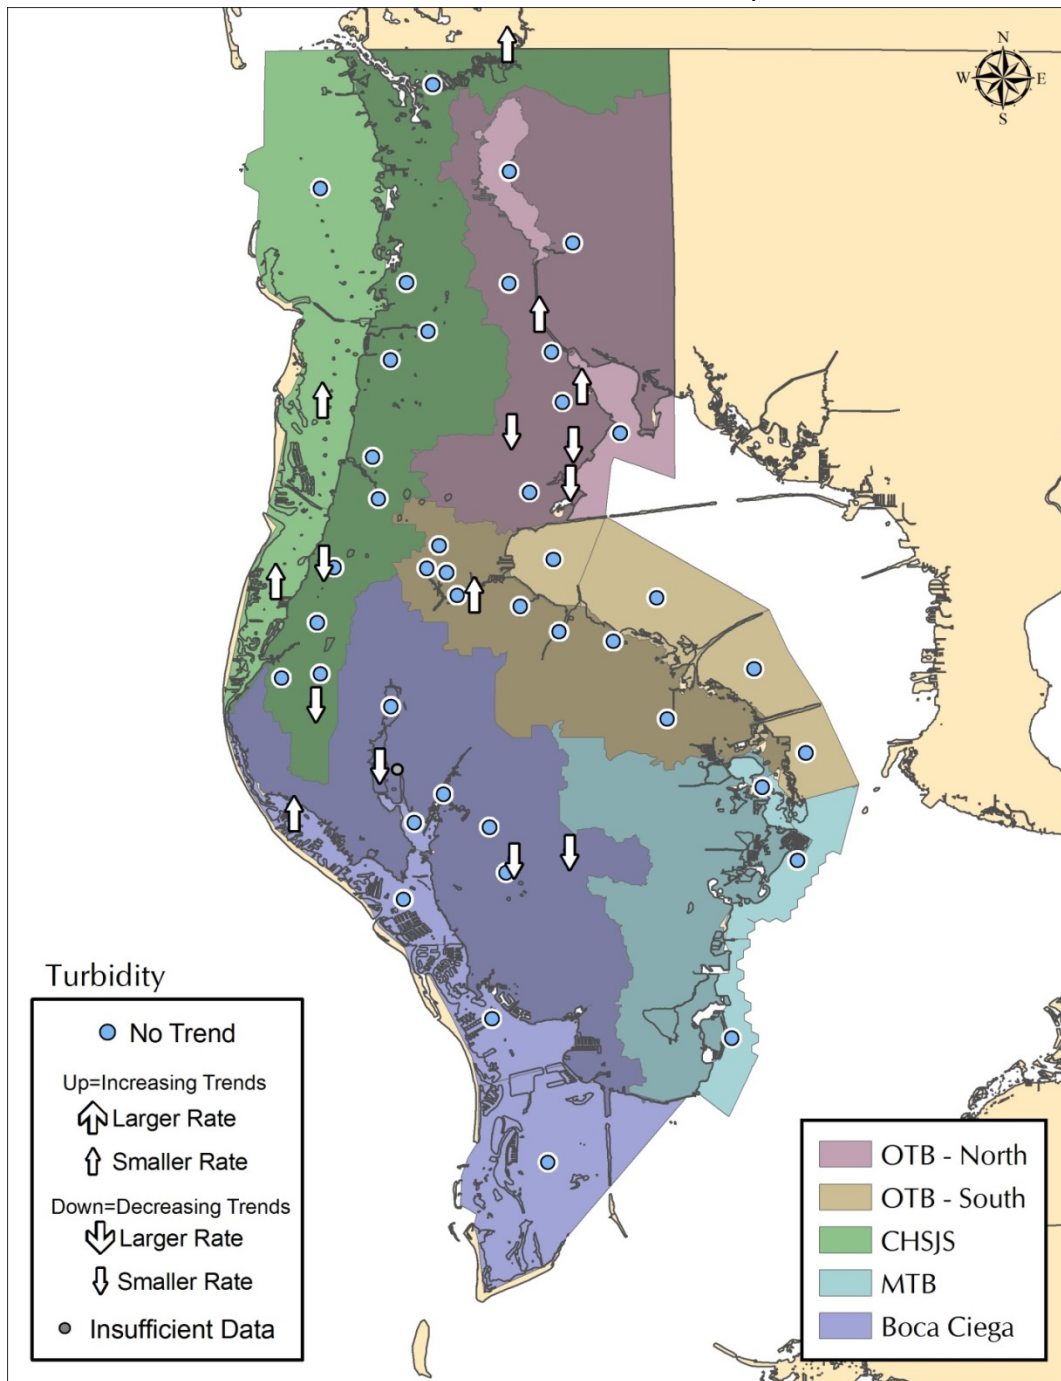 N
W E
S
Turbidity
No Trend
Up=Increasing Trends
Larger Rate
Smaller Rate
Down=Decreasing Trends
Larger Rate
Smaller Rate
Insufficient Data
OTB - North
OTB - South
CHSJS
MTB
Boca Ciega